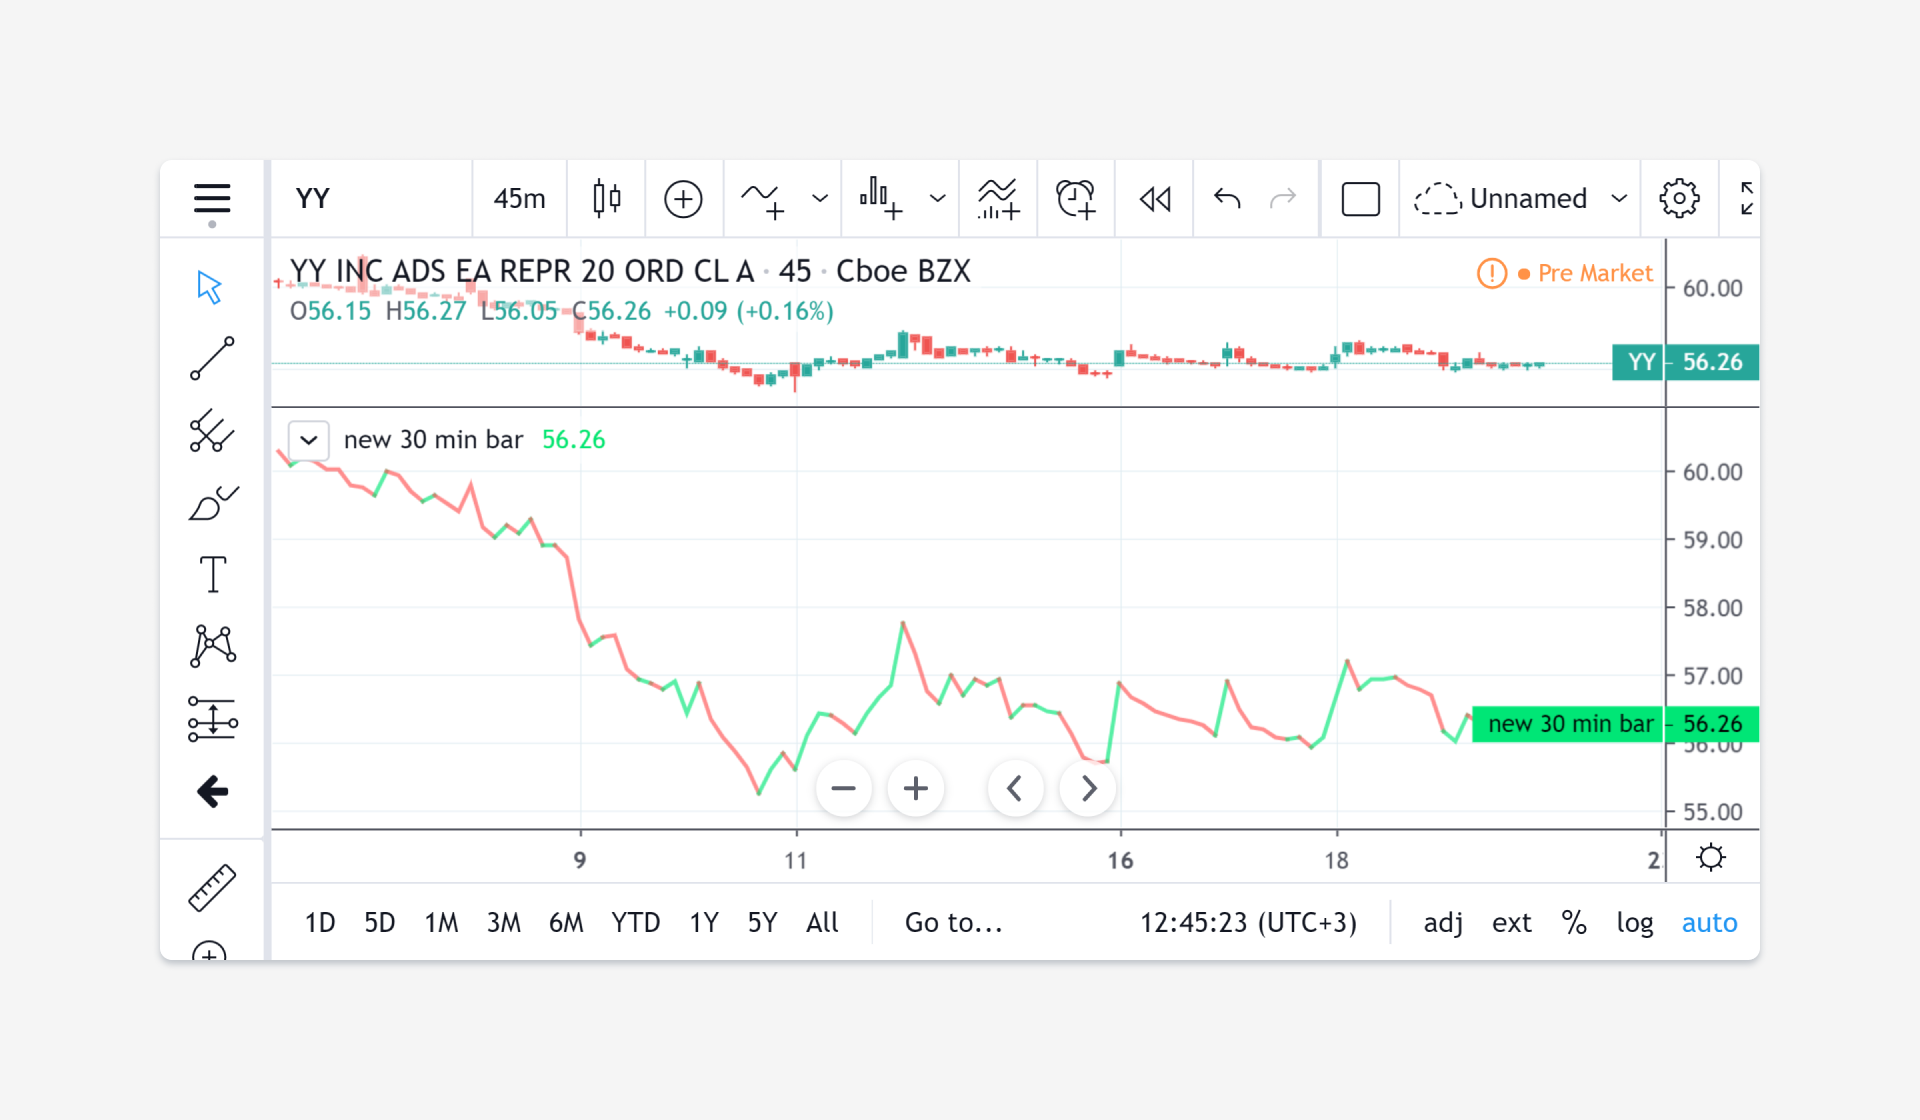 YY 45m Unnamed
YY INC ADS EA REPR 20 ORD CL A · 45 · Cboe BZX
Pre Market
60.00
O56.15 H56.27 L56.05 C56.26 +0.09 (+0.16%)
YY 56.26
new 30 min bar 56.26
60.00
59.00
58.00
57.00
new 30 min bar 56.26
56.00
55.00
9 11 16 18 2
1D 5D 1M 3M 6M YTD 1Y 5Y All Go to... 12:45:23 (UTC+3) adj ext % log auto